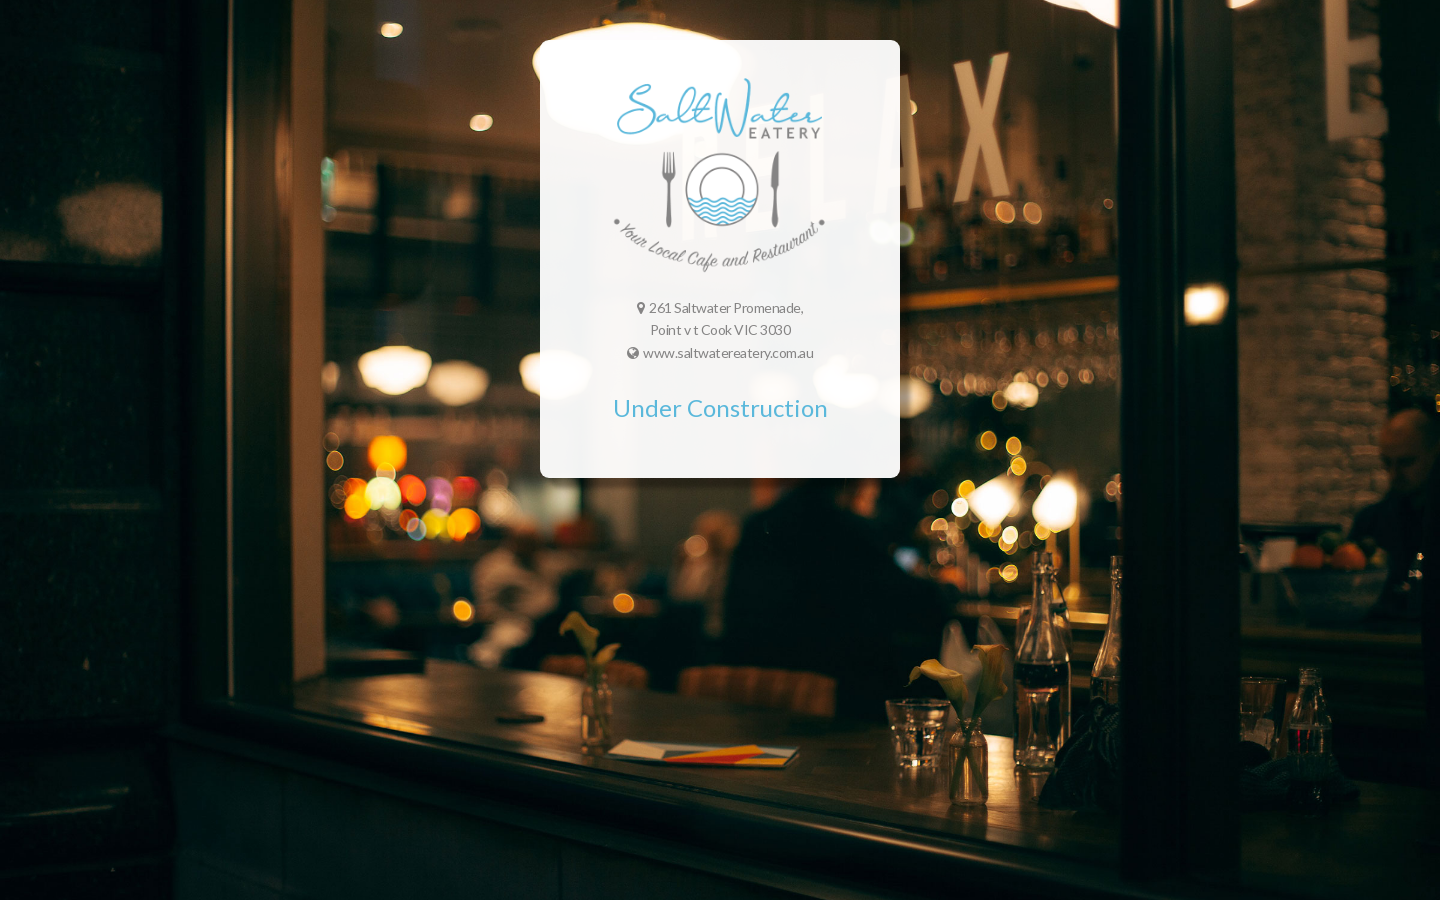 SaltWater
EATERY
Your Local Cafe and Restaurant
261 Saltwater Promenade,
Point v t Cook VIC 3030
www.saltwatereatery.com.au
Under Construction
RELAX
E